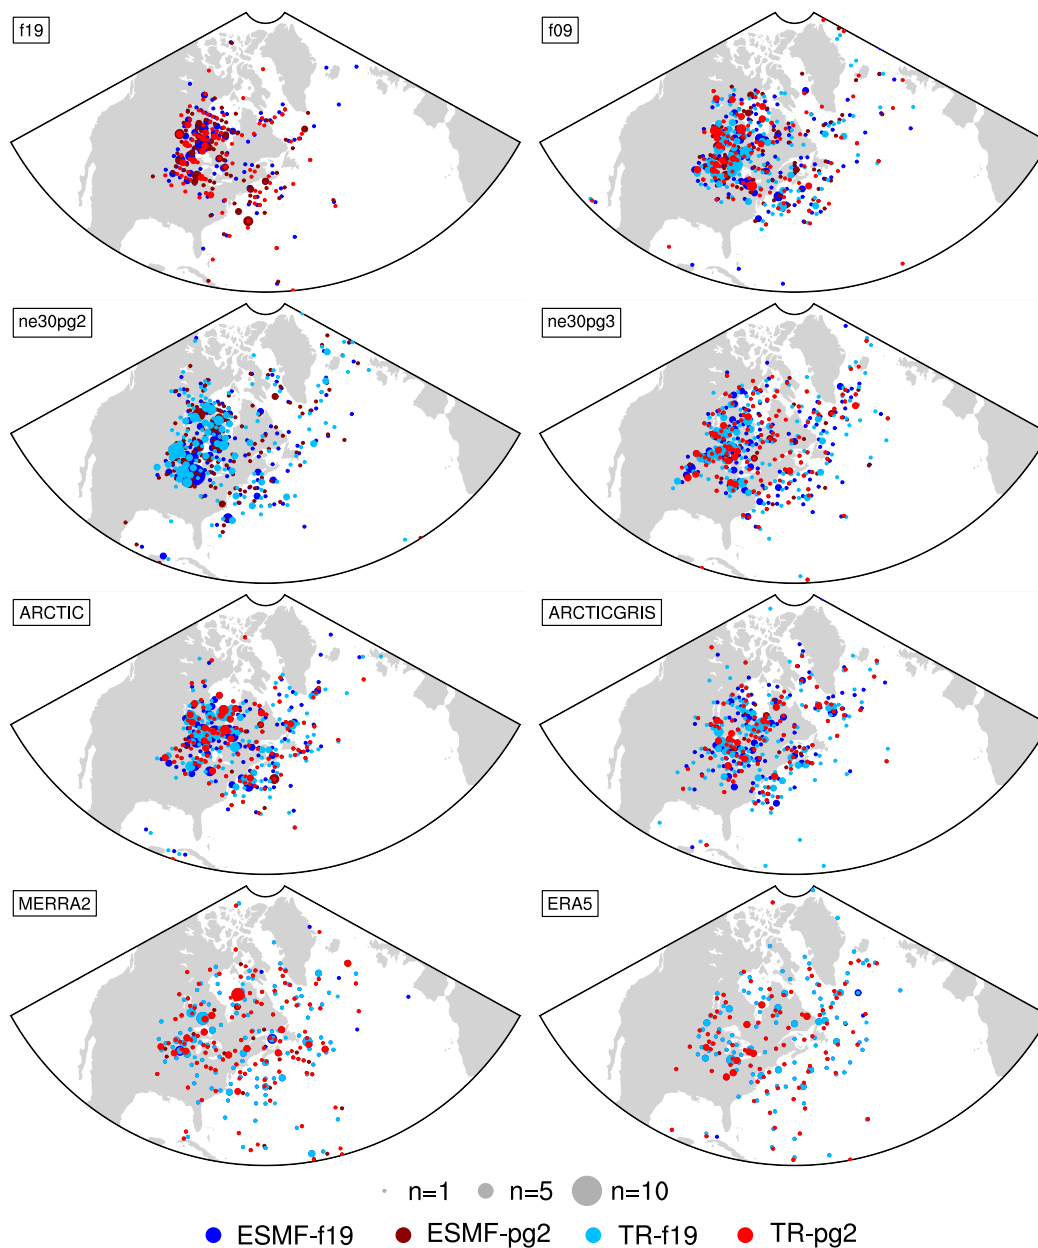 f19
f09
ne30pg2
ne30pg3
ARCTIC
ARCTICGRIS
MERRA2
ERA5
n=1 n=5 n=10
ESMF-f19 ESMF-pg2 TR-f19 TR-pg2